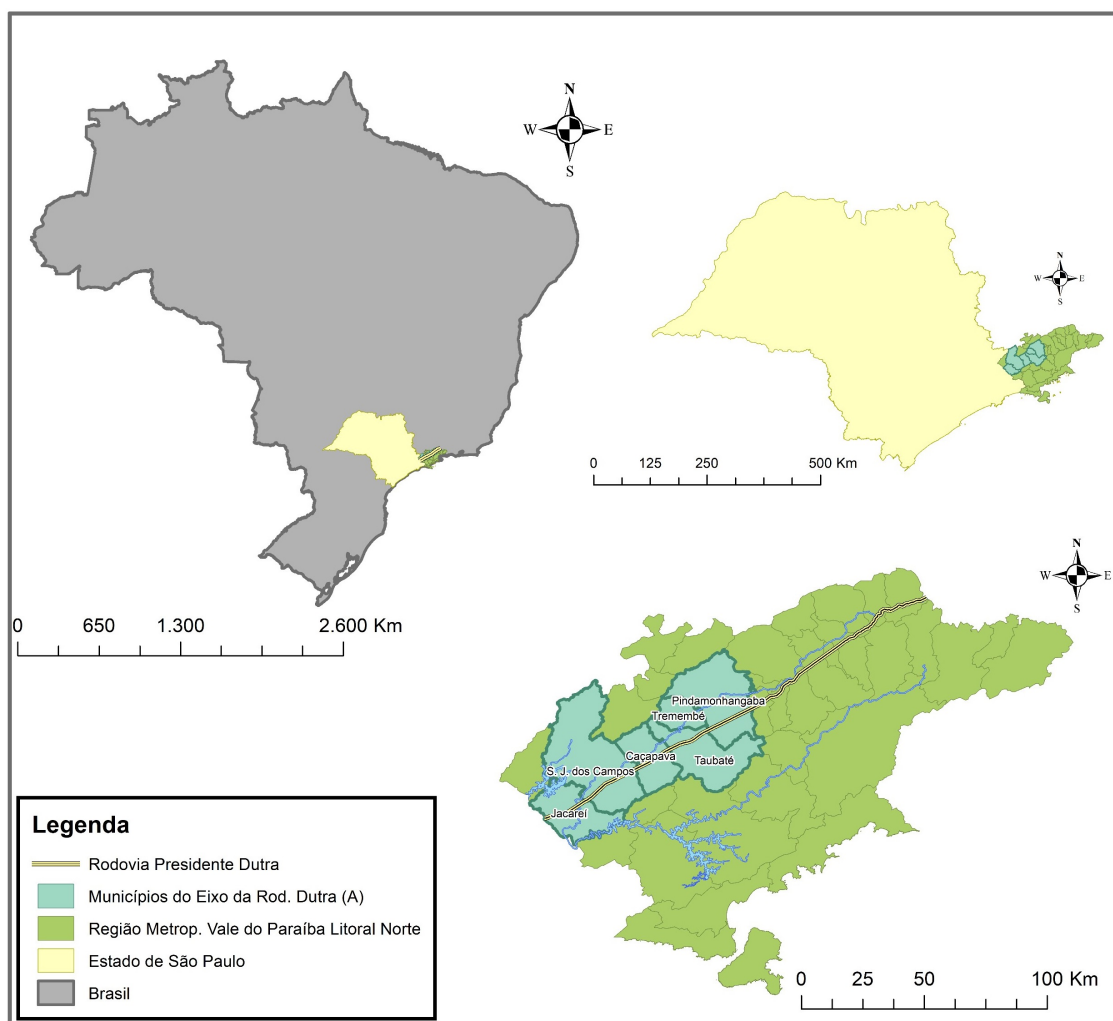 N
W E
S
0 650 1.300 2.600 Km
N
W E
S
0 125 250 500 Km
N
W E
S
Pindamonhangaba
Tremembé
Caçapava
Taubaté
S. J. dos Campos
Jacareí
0 25 50 100 Km
Legenda
Rodovia Presidente Dutra
Municípios do Eixo da Rod. Dutra (A)
Região Metrop. Vale do Paraíba Litoral Norte
Estado de São Paulo
Brasil